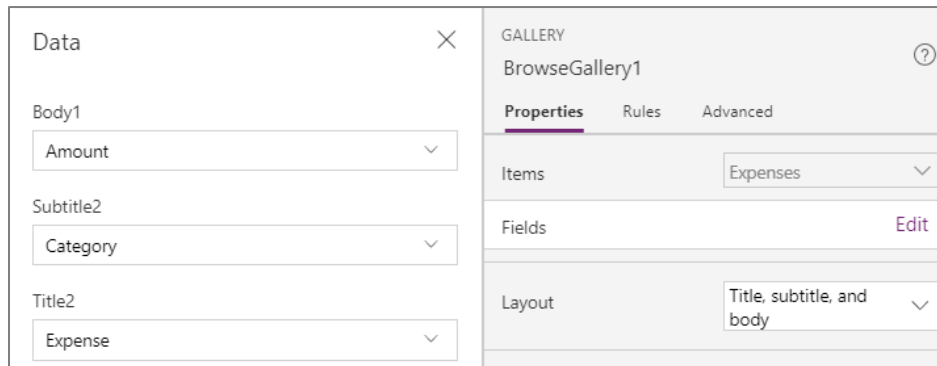 Data
Body1
Amount
Subtitle2
Category
Title2
Expense
GALLERY
BrowseGallery1
?
Properties Rules Advanced
Items Expenses
Fields Edit
Layout Title, subtitle, and
body